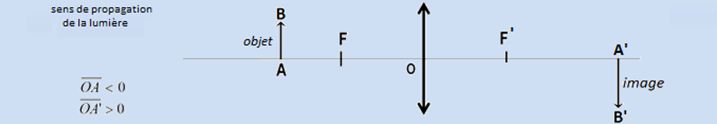 sens de propagation
de la lumière
B
objet
F
F'
A'
A
O
image
B'
OA < 0
OA' > 0